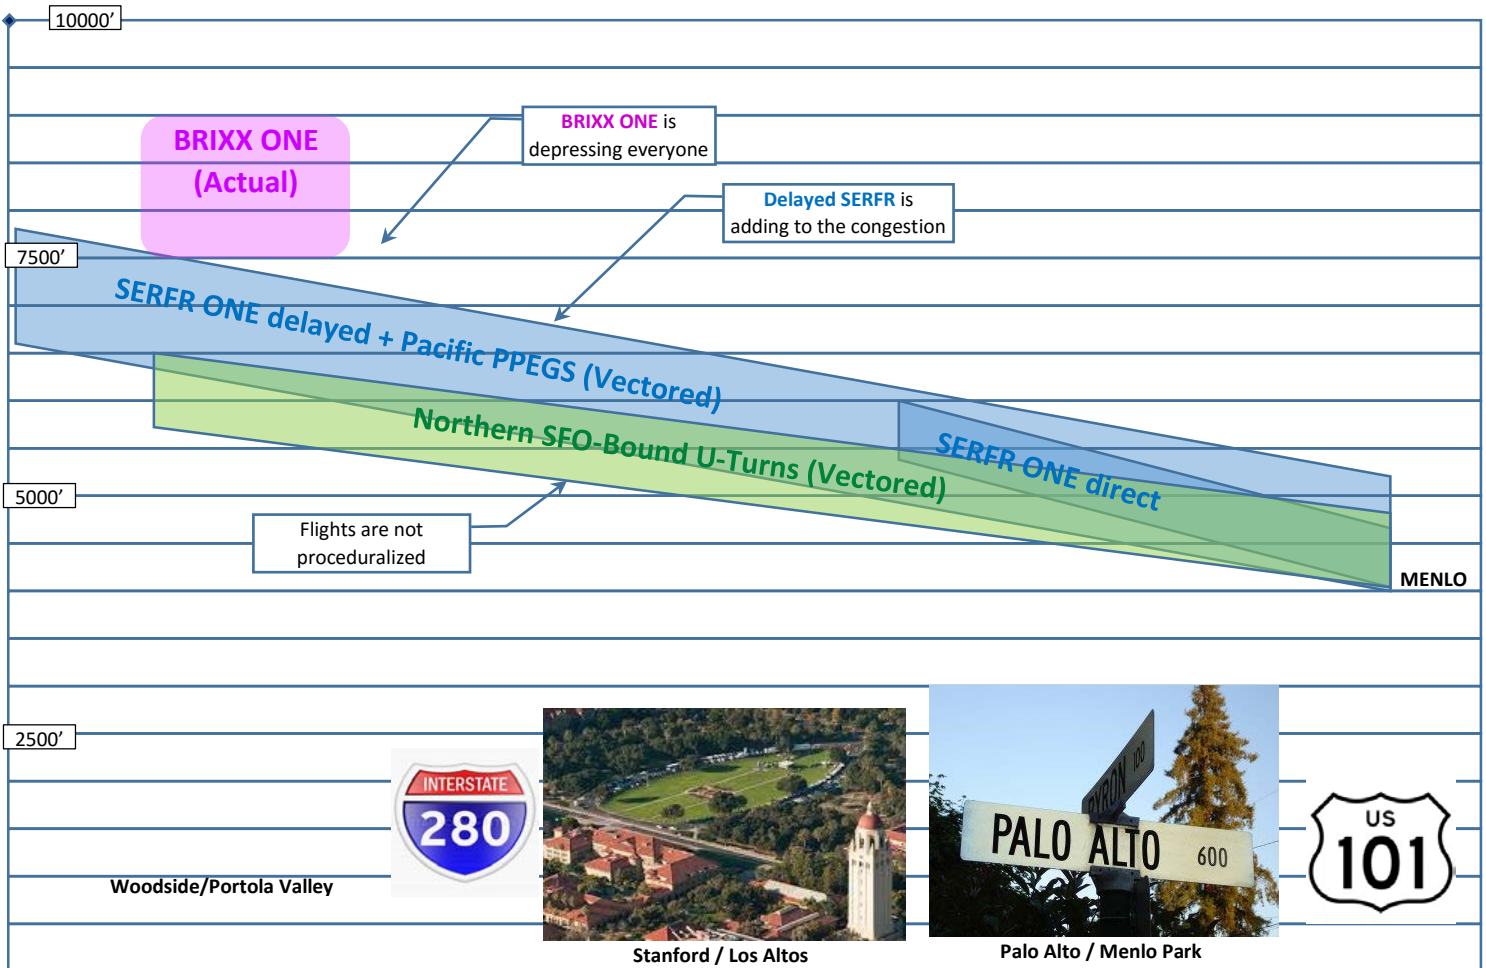 10000’
BRIXX ONE
(Actual)
BRIXX ONE is
depressing everyone
Delayed SERFR is
adding to the congestion
7500’
SERFR ONE delayed + Pacific PPEGS (Vectored)
Northern SFO-Bound U-Turns (Vectored)
SERFR ONE direct
5000’
Flights are not
proceduralized
MENLO
2500’
INTERSTATE
280
BYRON 100
PALO ALTO 600
US
101
Woodside/Portola Valley
Stanford / Los Altos
Palo Alto / Menlo Park